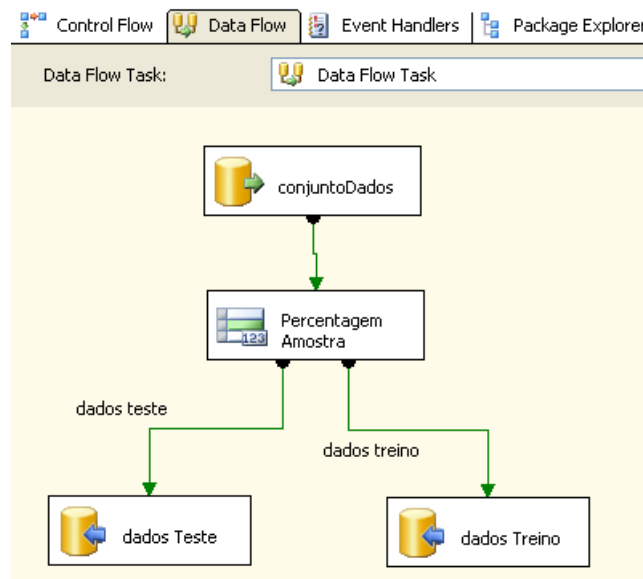 Control Flow
Data Flow
Event Handlers
Package Explorer
Data Flow Task:
Data Flow Task
conjuntoDados
Percentagem
Amostra
123
dados teste
dados treino
dados Teste
dados Treino